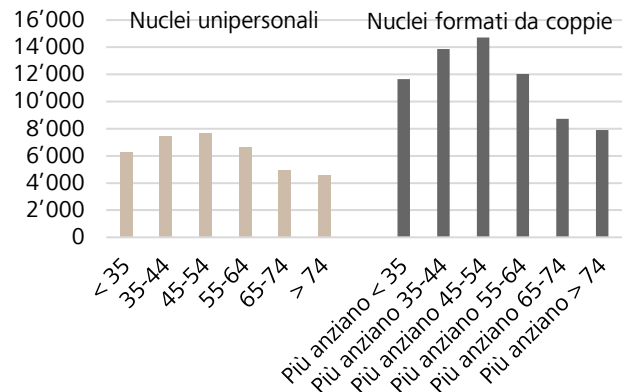 16’000
14’000
12’000
10’000
8’000
6’000
4’000
2’000
0
Nuclei unipersonali
Nuclei formati da coppie
< 35
35-44
45-54
55-64
65-74
> 74
Più anziano < 35
Più anziano 35-44
Più anziano 45-54
Più anziano 55-64
Più anziano 65-74
Più anziano > 74